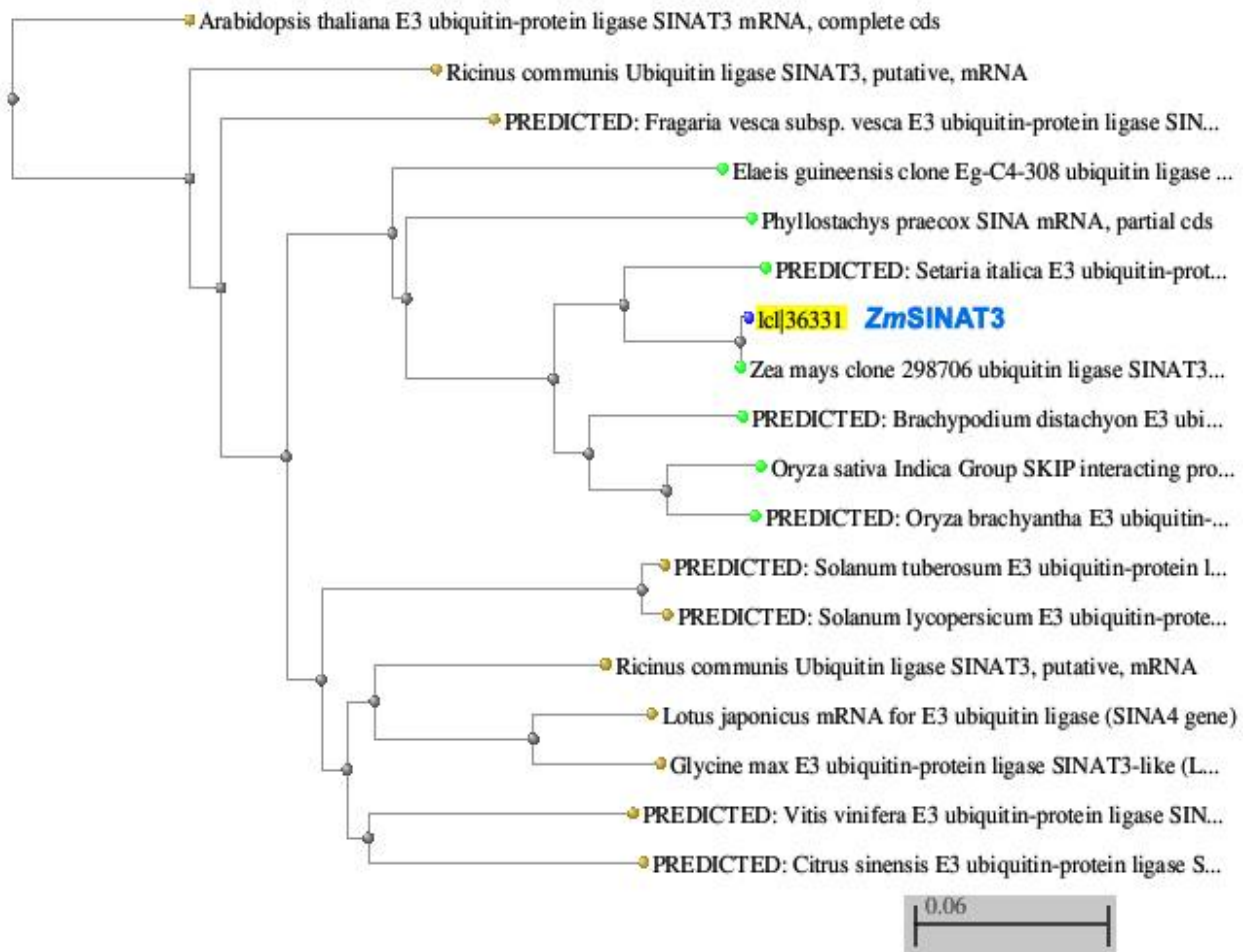 Arabidopsis thaliana E3 ubiquitin-protein ligase SINAT3 mRNA, complete cds
Ricinus communis Ubiquitin ligase SINAT3, putative, mRNA
PREDICTED: Fragaria vesca subsp. vesca E3 ubiquitin-protein ligase SIN...
Elaeis guineensis clone Eg-C4-308 ubiquitin ligase ...
Phyllostachys praecox SINA mRNA, partial cds
PREDICTED: Setaria italica E3 ubiquitin-prot...
lcl|36331 ZmSINAT3
Zea mays clone 298706 ubiquitin ligase SINAT3...
PREDICTED: Brachypodium distachyon E3 ubi...
Oryza sativa Indica Group SKIP interacting pro...
PREDICTED: Oryza brachyantha E3 ubiquitin-...
PREDICTED: Solanum tuberosum E3 ubiquitin-protein l...
PREDICTED: Solanum lycopersicum E3 ubiquitin-prote...
Ricinus communis Ubiquitin ligase SINAT3, putative, mRNA
Lotus japonicus mRNA for E3 ubiquitin ligase (SINA4 gene)
Glycine max E3 ubiquitin-protein ligase SINAT3-like (L...
PREDICTED: Vitis vinifera E3 ubiquitin-protein ligase SIN...
PREDICTED: Citrus sinensis E3 ubiquitin-protein ligase S...
0.06